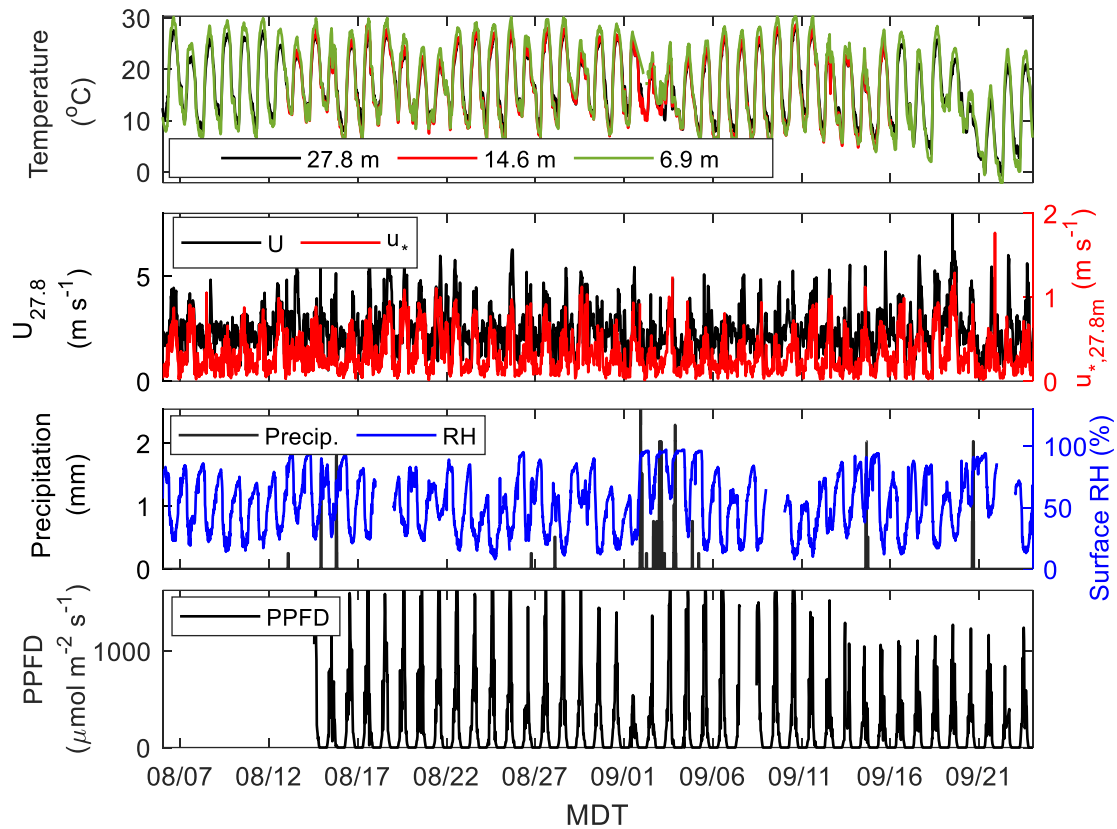 Temperature
(°C)
30
20
10
0
27.8 m 14.6 m 6.9 m
U27.8
(m s-1)
5
0
U u*
2
1
0
u*,27.8m (m s-1)
Precipitation
(mm)
2
1
0
Precip. RH
100
50
0
Surface RH (%)
PPFD
(μmol m-2 s-1)
1000
0
PPFD
08/07 08/12 08/17 08/22 08/27 09/01 09/06 09/11 09/16 09/21
MDT